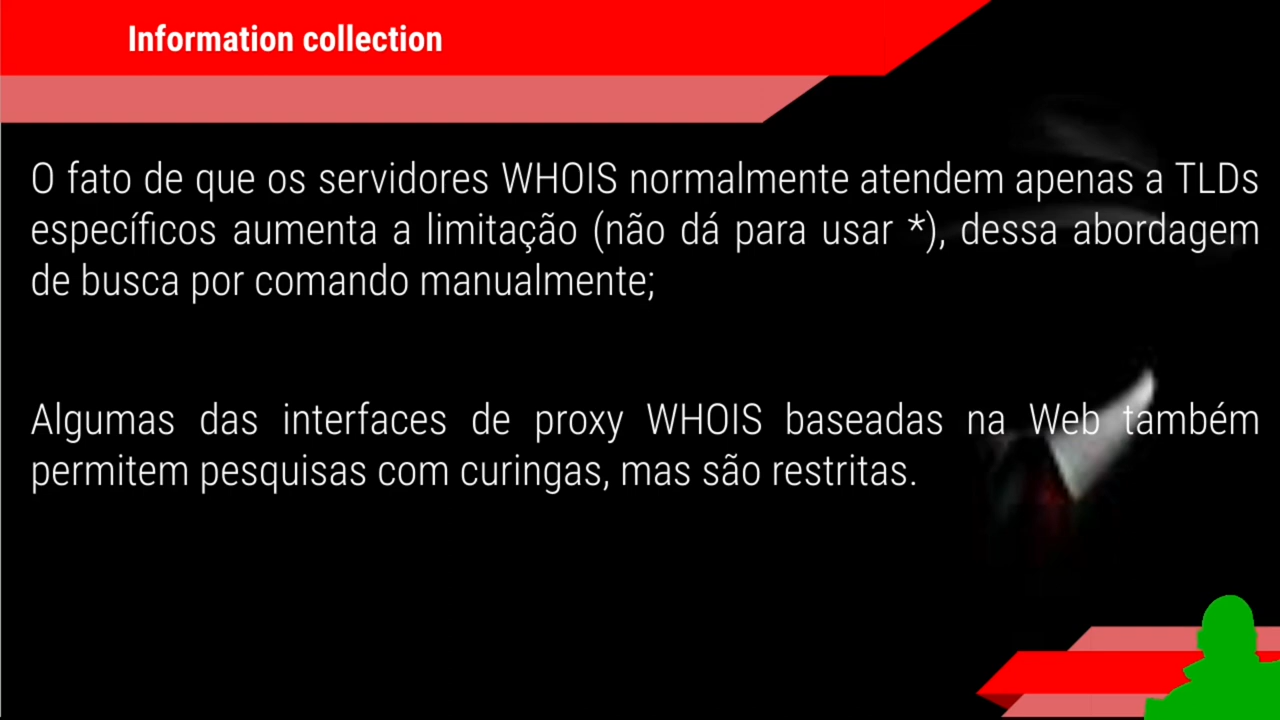 Information collection
O fato de que os servidores WHOIS normalmente atendem apenas a TLDs
específicos aumenta a limitação (não dá para usar *), dessa abordagem
de busca por comando manualmente;
Algumas das interfaces de proxy WHOIS baseadas na Web também
permitem pesquisas com curingas, mas são restritas.